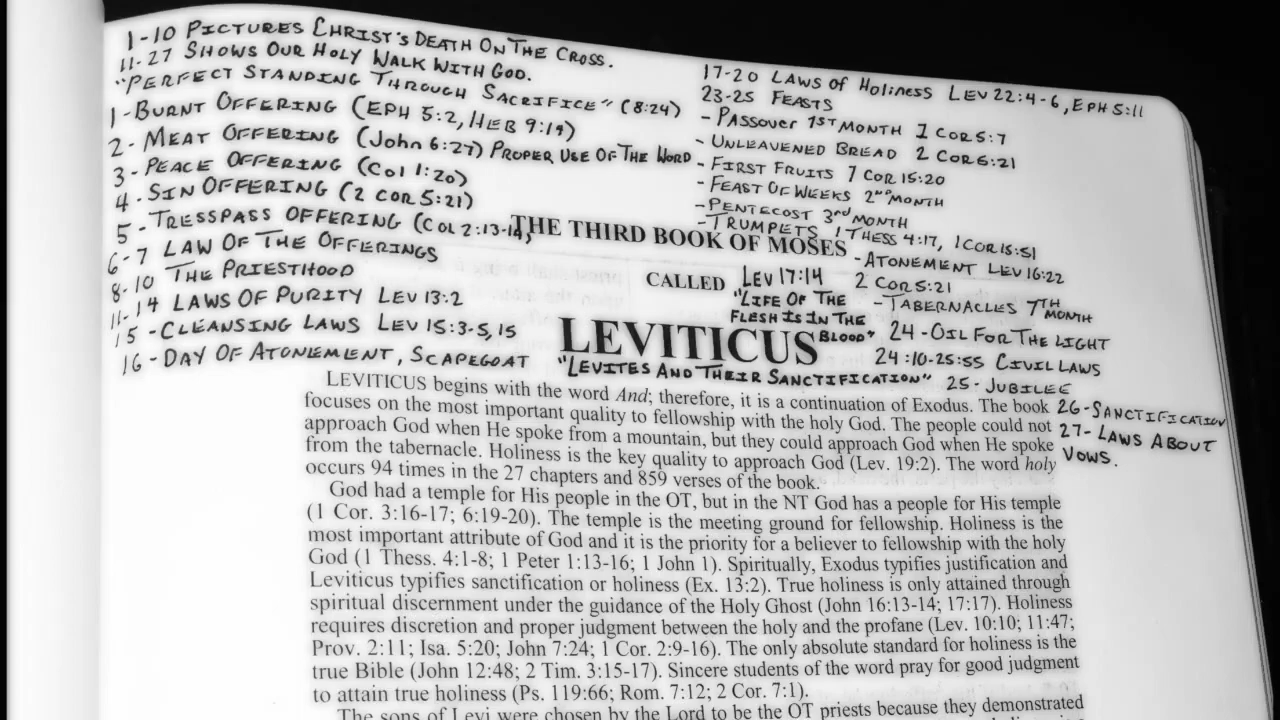 1-10 PICTURES CHRIST'S DEATH ON THE CROSS.
11-27 SHOWS OUR HOLY WALK WITH GOD.
"PERFECT STANDING THROUGH SACRIFICE" (8:24)
1-BURNT OFFERING (EPH 5:2, HEB 9:14)
2- MEAT OFFERING (John 6:27) PROPER USE OF THE WORD
3- PEACE OFFERING (Col 1:20)
4- SIN OFFERING (2 COR 5:21)
5- TRESSPASS OFFERING (COL 2:13-14)
6-7 LAW OF THE OFFERINGS
8-10 THE PRIESTHOOD
11-14 LAWS OF PURITY LEV 13:2
15-CLEANSING LAWS LEV 15:3-5,15
16-DAY OF ATONEMENT, SCAPEGOAT
17-20 LAWS OF HOLINESS LEV 22:4-6, EPH 5:11
23-25 FEASTS
- PASSOVER 1ST MONTH 1 COR 5:7
- UNLEAVENED BREAD 2 COR 5:21
- FIRST FRUITS 1 COR 15:20
- FEAST OF WEEKS 2ND MONTH
- PENTECOST 3rd MONTH
- TRUMPETS 1 THESS 4:17, 1 COR 15:51
-ATONEMENT LEV 16:22
2 COR 5:21
-TABERNACLES 7TH MONTH
24-OIL FOR THE LIGHT
24:10-25:55 CIVIL LAWS
25-JUBILEE
26-SANCTIFICATION
27-LAWS ABOUT
VOWS.
THE THIRD BOOK OF MOSES
CALLED
LEV 17:14
"LIFE OF THE
FLESH IS IN THE
BLOOD"
LEVITICUS
"LEVITES AND THEIR SANCTIFICATION"
LEVITICUS begins with the word And; therefore, it is a continuation of Exodus. The book
focuses on the most important quality to fellowship with the holy God. The people could not
approach God when He spoke from a mountain, but they could approach God when He spoke
from the tabernacle. Holiness is the key quality to approach God (Lev. 19:2). The word holy
occurs 94 times in the 27 chapters and 859 verses of the book.
God had a temple for His people in the OT, but in the NT God has a people for His temple
(1 Cor. 3:16-17; 6:19-20). The temple is the meeting ground for fellowship. Holiness is the
most important attribute of God and it is the priority for a believer to fellowship with the holy
God (1 Thess. 4:1-8; 1 Peter 1:13-16; 1 John 1). Spiritually, Exodus typifies justification and
Leviticus typifies sanctification or holiness (Ex. 13:2). True holiness is only attained through
spiritual discernment under the guidance of the Holy Ghost (John 16:13-14; 17:17). Holiness
requires discretion and proper judgment between the holy and the profane (Lev. 10:10; 11:47;
Prov. 2:11; Isa. 5:20; John 7:24; 1 Cor. 2:9-16). The only absolute standard for holiness is the
true Bible (John 12:48; 2 Tim. 3:15-17). Sincere students of the word pray for good judgment
to attain true holiness (Ps. 119:66; Rom. 7:12; 2 Cor. 7:1).
The sons of Levi were chosen by the Lord to be the OT priests because they demonstrated